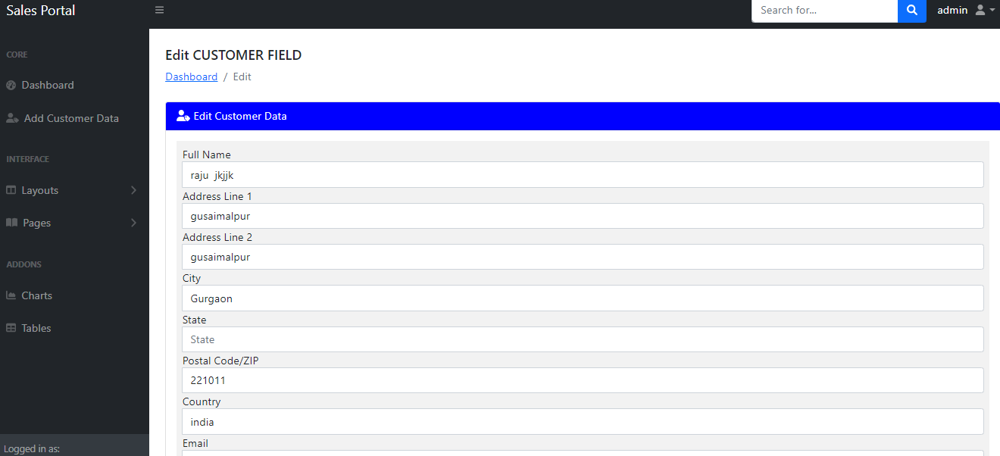 Sales Portal
Search for...
admin
CORE
Dashboard
Add Customer Data
INTERFACE
Layouts
Pages
ADDONS
Charts
Tables
Logged in as:
Edit CUSTOMER FIELD
Dashboard / Edit
Edit Customer Data
Full Name
raju jkjjk
Address Line 1
gusaimalpur
Address Line 2
gusaimalpur
City
Gurgaon
State
State
Postal Code/ZIP
221011
Country
india
Email